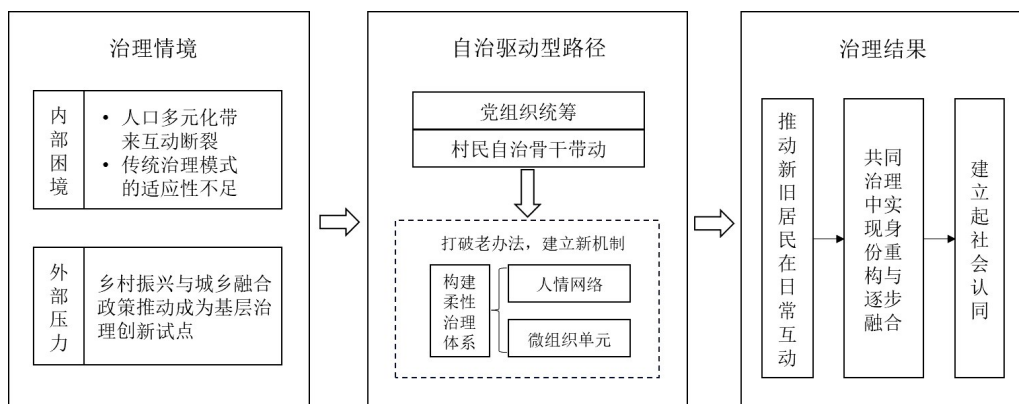 治理情境
内部困境
• 人口多元化带
来互动断裂
• 传统治理模式
的适应性不足
外部压力
乡村振兴与城乡融合
政策推动成为基层治
理创新试点
自治驱动型路径
党组织统筹
村民自治骨干带动
打破老办法，建立新机制
构建
柔性
治理
体系
人情网络
微组织单元
治理结果
推动新旧居民在日常互动
共同
治理
中实
现身
份重
构与
逐步
融合
建立起社会认同